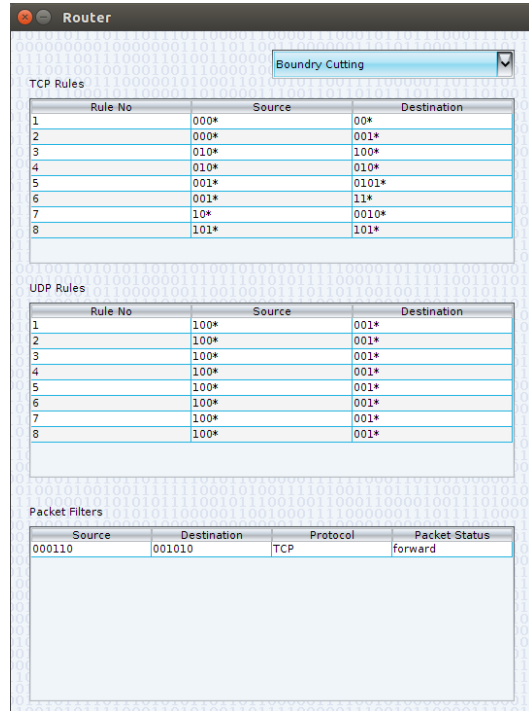 Router
Boundry Cutting
TCP Rules
Rule No Source Destination
1 000* 00*
2 000* 001*
3 010* 100*
4 010* 010*
5 001* 0101*
6 001* 11*
7 10* 0010*
8 101* 101*
UDP Rules
Rule No Source Destination
1 100* 001*
2 100* 001*
3 100* 001*
4 100* 001*
5 100* 001*
6 100* 001*
7 100* 001*
8 100* 001*
Packet Filters
Source Destination Protocol Packet Status
000110 001010 TCP forward